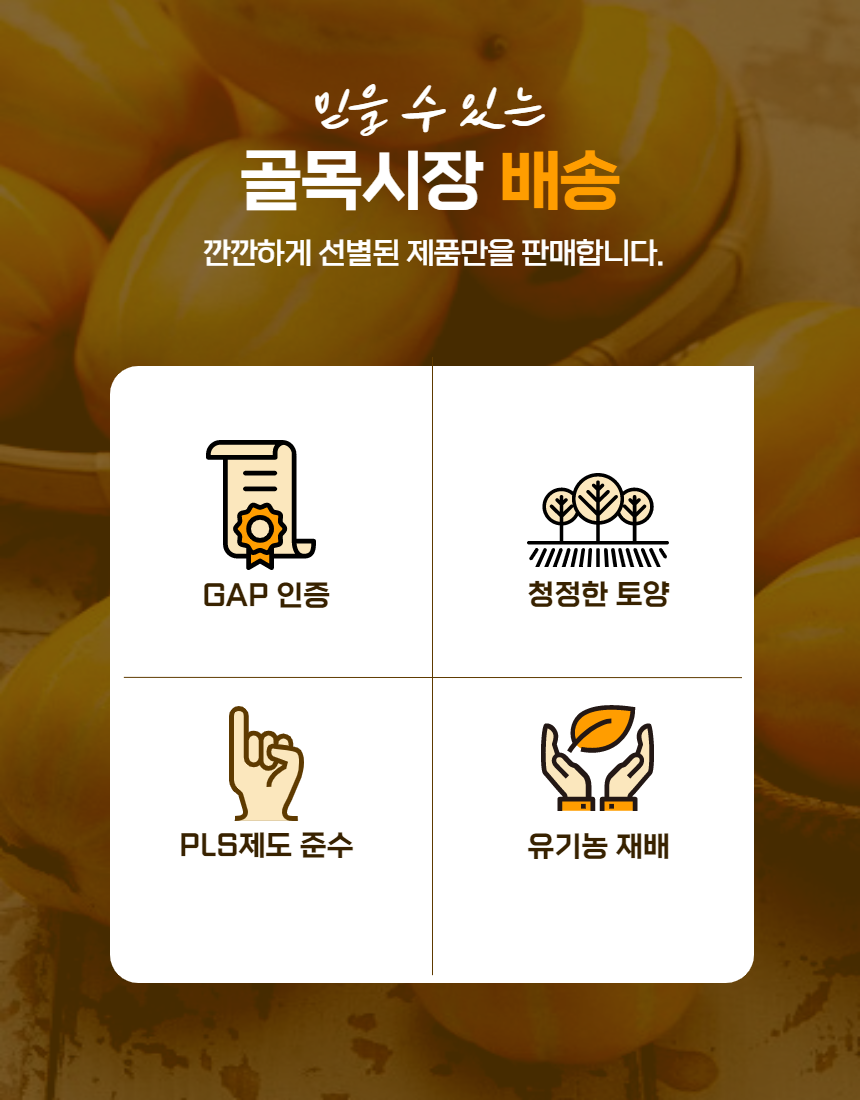 믿을 수 있는
골목시장 배송
깐깐하게 선별된 제품만을 판매합니다.
GAP 인증
청정한 토양
PLS제도 준수
유기농 재배